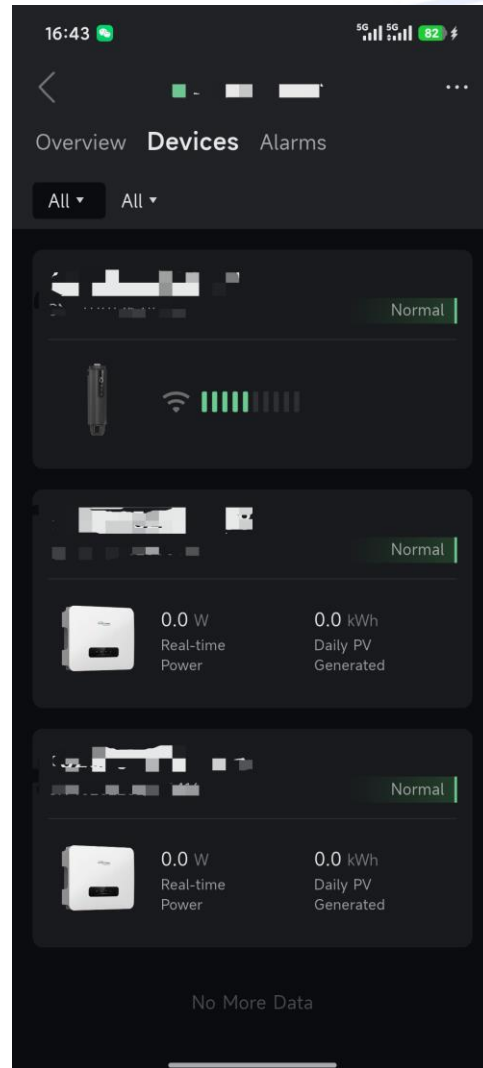 16:43
5G 5G 82
Overview Devices Alarms
All All
Normal
Normal
0.0 W 0.0 kWh
Real-time Daily PV
Power Generated
Normal
0.0 W 0.0 kWh
Real-time Daily PV
Power Generated
No More Data